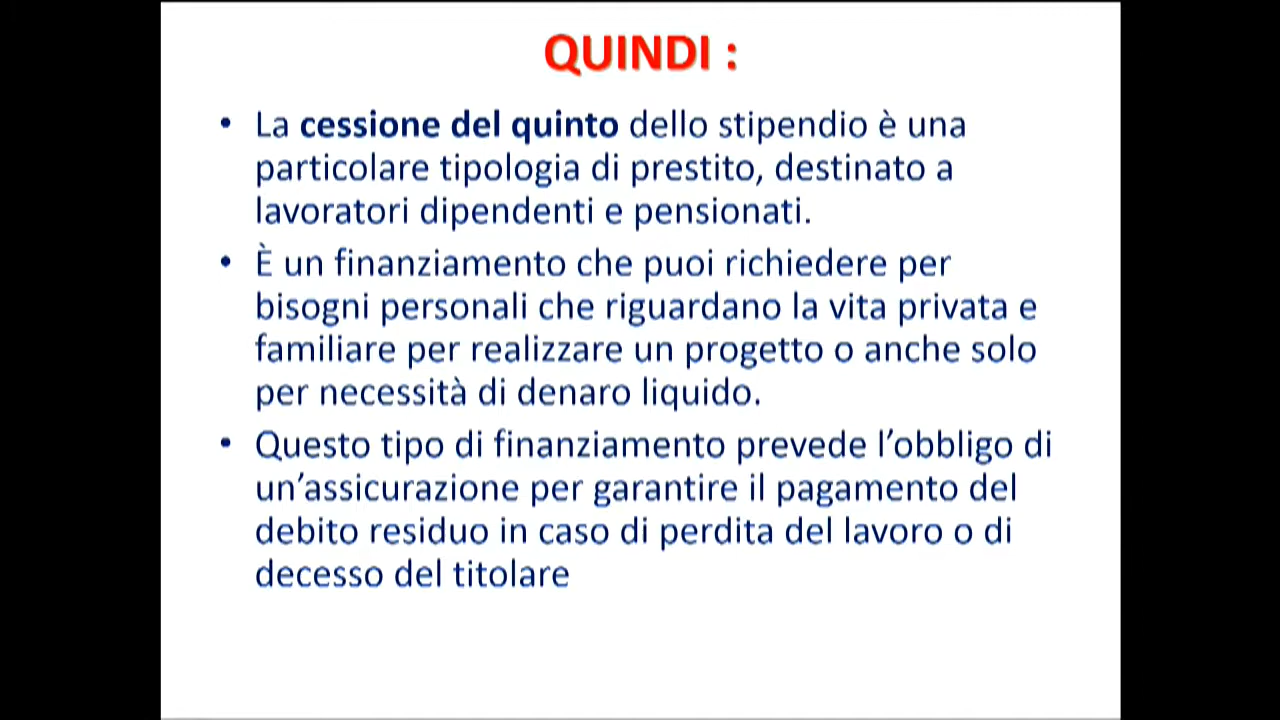 QUINDI :
• La cessione del quinto dello stipendio è una
particolare tipologia di prestito, destinato a
lavoratori dipendenti e pensionati.
• È un finanziamento che puoi richiedere per
bisogni personali che riguardano la vita privata e
familiare per realizzare un progetto o anche solo
per necessità di denaro liquido.
• Questo tipo di finanziamento prevede l’obbligo di
un’assicurazione per garantire il pagamento del
debito residuo in caso di perdita del lavoro o di
decesso del titolare